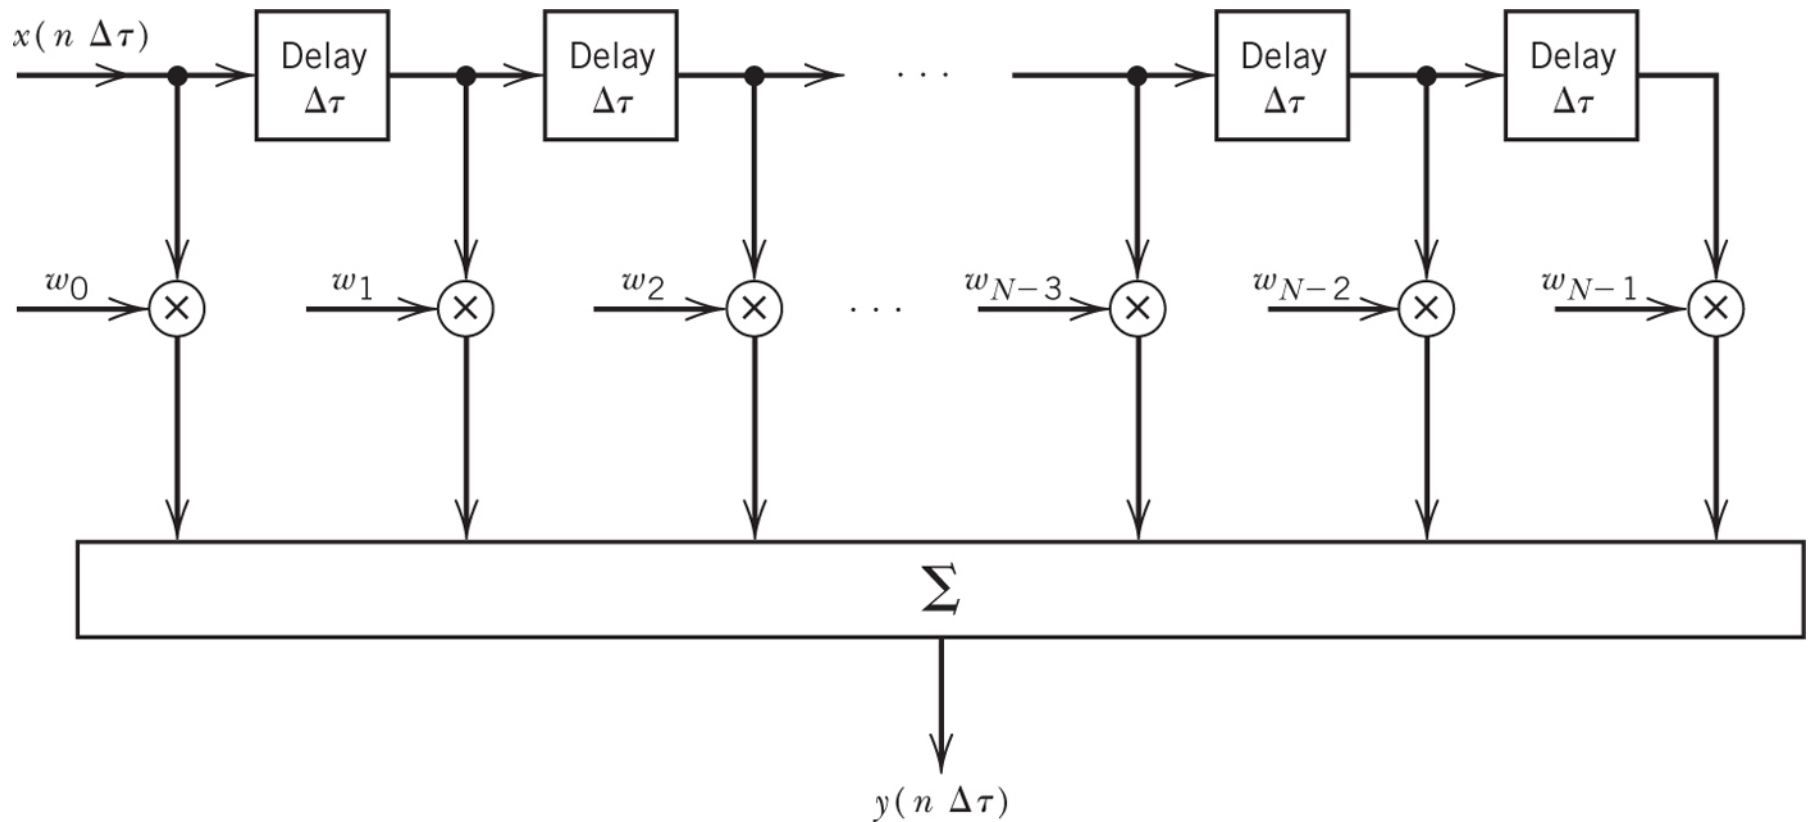 x(n Δτ)
Delay
Δτ
Delay
Δτ
· · ·
Delay
Δτ
Delay
Δτ
w0
w1
w2
· · ·
wN−3
wN−2
wN−1
Σ
y(n Δτ)